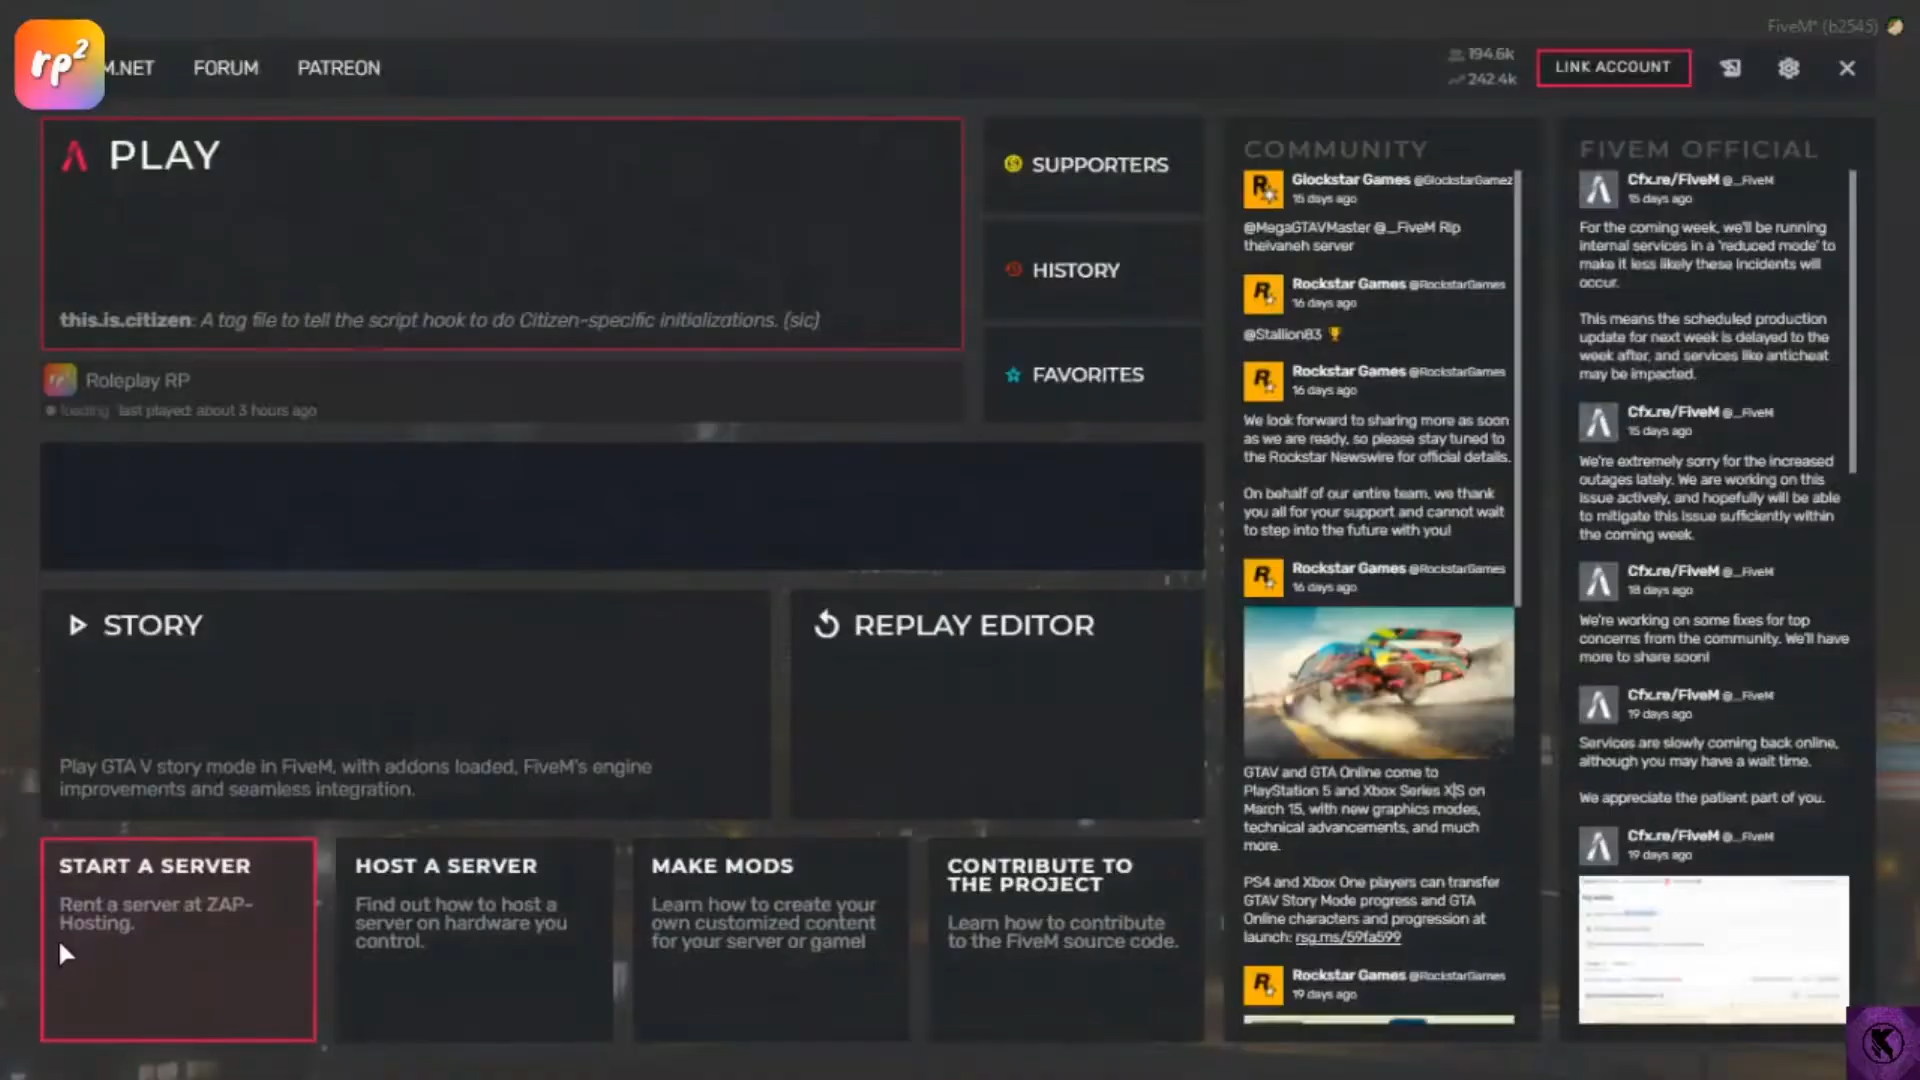 FiveM* (b2545)
rp²
M.NET
FORUM
PATREON
194.6k
242.4k
LINK ACCOUNT
PLAY
this.is.citizen: A tag file to tell the script hook to do Citizen-specific initializations. (sic)
rp²
Roleplay RP
loading last played: about 3 hours ago
SUPPORTERS
HISTORY
FAVORITES
STORY
Play GTA V story mode in FiveM, with addons loaded, FiveM's engine
improvements and seamless integration.
REPLAY EDITOR
START A SERVER
Rent a server at ZAP-
Hosting.
HOST A SERVER
Find out how to host a
server on hardware you
control.
MAKE MODS
Learn how to create your
own customized content
for your server or game!
CONTRIBUTE TO
THE PROJECT
Learn how to contribute
to the FiveM source code.
COMMUNITY
Glockstar Games @GlockstarGamez
15 days ago
@MegaGTAVMaster @_FiveM Rip
theivaneh server
Rockstar Games @RockstarGames
16 days ago
@Stallion83 🏆
Rockstar Games @RockstarGames
16 days ago
We look forward to sharing more as soon
as we are ready, so please stay tuned to
the Rockstar Newswire for official details.
On behalf of our entire team, we thank
you all for your support and cannot wait
to step into the future with you!
Rockstar Games @RockstarGames
16 days ago
GTAV and GTA Online come to
PlayStation 5 and Xbox Series X|S on
March 15, with new graphics modes,
technical advancements, and much
more.
PS4 and Xbox One players can transfer
GTAV Story Mode progress and GTA
Online characters and progression at
launch: rsg.ms/59fa599
Rockstar Games @RockstarGames
19 days ago
FIVEM OFFICIAL
Cfx.re/FiveM @_FiveM
15 days ago
For the coming week, we'll be running
internal services in a 'reduced mode' to
make it less likely these incidents will
occur.
This means the scheduled production
update for next week is delayed to the
week after, and services like anticheat
may be impacted.
Cfx.re/FiveM @_FiveM
15 days ago
We're extremely sorry for the increased
outages lately. We are working on this
issue actively, and hopefully will be able
to mitigate this issue sufficiently within
the coming week.
Cfx.re/FiveM @_FiveM
18 days ago
We're working on some fixes for top
concerns from the community. We'll have
more to share soon!
Cfx.re/FiveM @_FiveM
19 days ago
Services are slowly coming back online,
although you may have a wait time.
We appreciate the patient part of you.
Cfx.re/FiveM @_FiveM
19 days ago